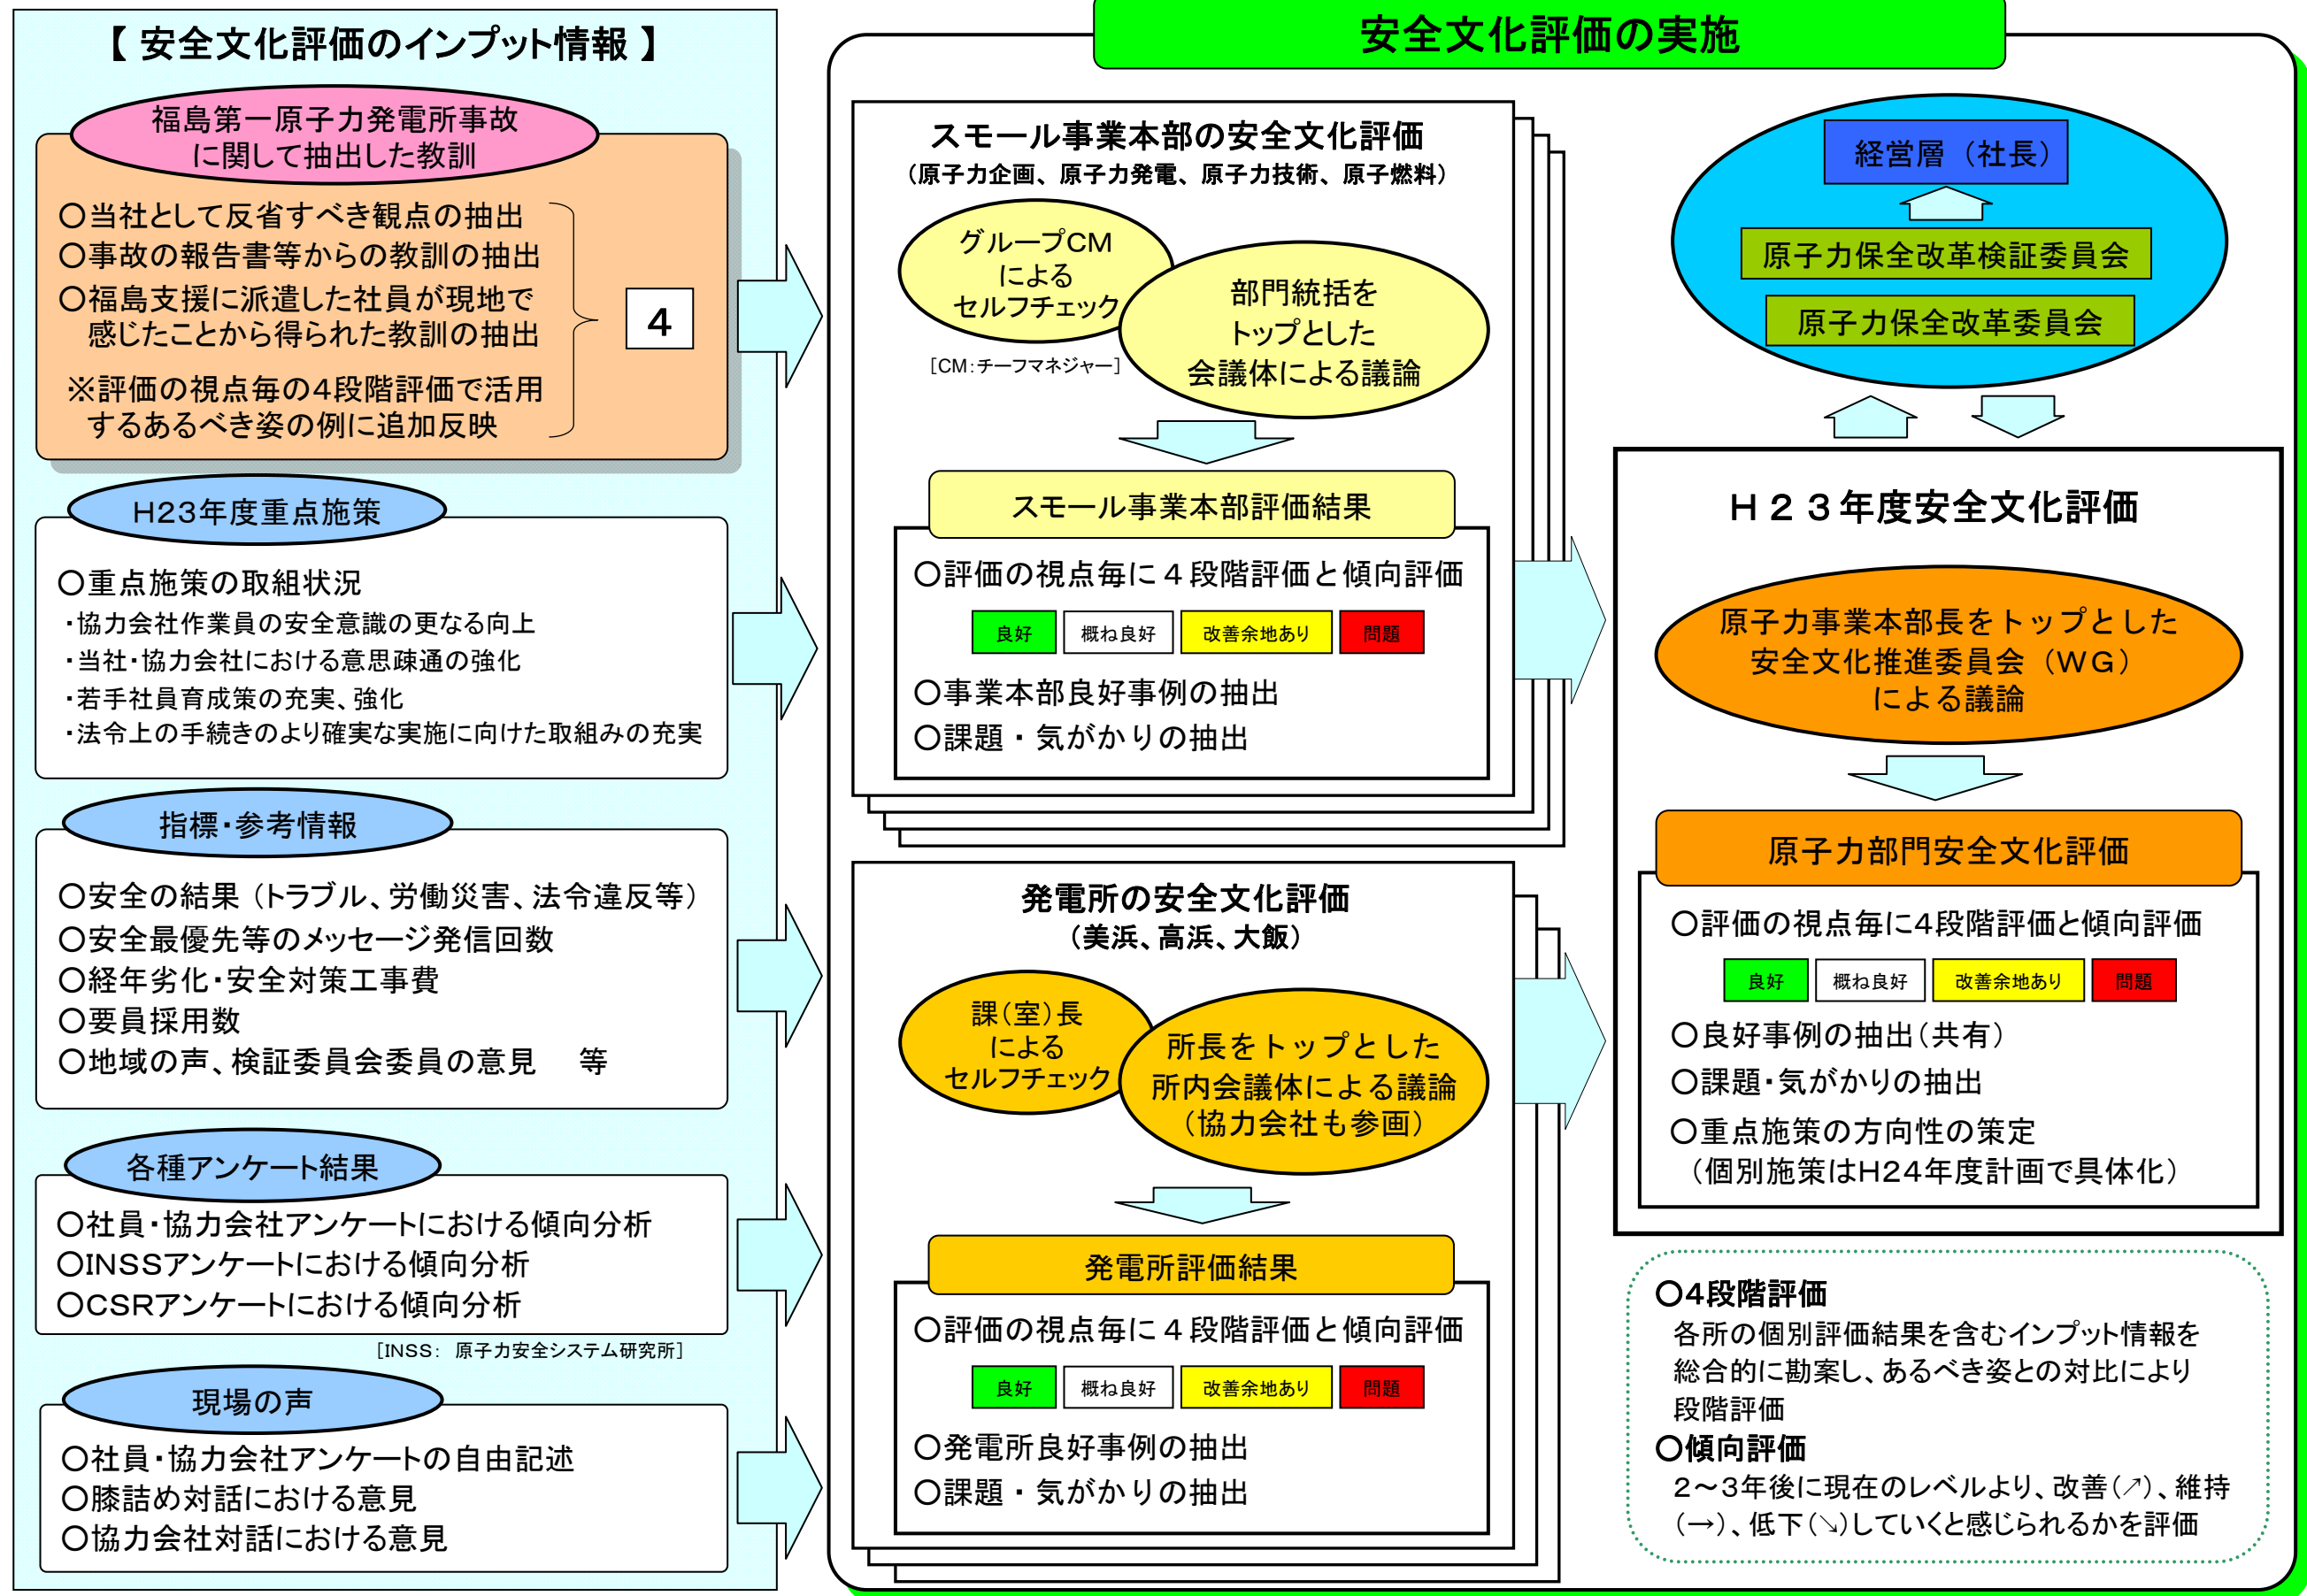 【 安全文化評価のインプット情報 】
福島第一原子力発電所事故
に関して抽出した教訓
○当社として反省すべき観点の抽出
○事故の報告書等からの教訓の抽出
○福島支援に派遣した社員が現地で
感じたことから得られた教訓の抽出
※評価の視点毎の4段階評価で活用
するあるべき姿の例に追加反映
4
H23年度重点施策
○重点施策の取組状況
・協力会社作業員の安全意識の更なる向上
・当社・協力会社における意思疎通の強化
・若手社員育成策の充実、強化
・法令上の手続きのより確実な実施に向けた取組みの充実
指標・参考情報
○安全の結果（トラブル、労働災害、法令違反等）
○安全最優先等のメッセージ発信回数
○経年劣化・安全対策工事費
○要員採用数
○地域の声、検証委員会委員の意見　等
各種アンケート結果
○社員・協力会社アンケートにおける傾向分析
○INSSアンケートにおける傾向分析
○CSRアンケートにおける傾向分析
［INSS： 原子力安全システム研究所］
現場の声
○社員・協力会社アンケートの自由記述
○膝詰め対話における意見
○協力会社対話における意見
安全文化評価の実施
スモール事業本部の安全文化評価
（原子力企画、原子力発電、原子力技術、原子燃料）
グループCM
による
セルフチェック
［CM：チーフマネジャー］
部門統括を
トップとした
会議体による議論
スモール事業本部評価結果
○評価の視点毎に４段階評価と傾向評価
良好 概ね良好 改善余地あり 問題
○事業本部良好事例の抽出
○課題・気がかりの抽出
発電所の安全文化評価
（美浜、高浜、大飯）
課（室）長
による
セルフチェック
所長をトップとした
所内会議体による議論
（協力会社も参画）
発電所評価結果
○評価の視点毎に４段階評価と傾向評価
良好 概ね良好 改善余地あり 問題
○発電所良好事例の抽出
○課題・気がかりの抽出
経営層（社長）
原子力保全改革検証委員会
原子力保全改革委員会
Ｈ２３年度安全文化評価
原子力事業本部長をトップとした
安全文化推進委員会（ＷＧ）
による議論
原子力部門安全文化評価
○評価の視点毎に4段階評価と傾向評価
良好 概ね良好 改善余地あり 問題
○良好事例の抽出（共有）
○課題・気がかりの抽出
○重点施策の方向性の策定
（個別施策はH24年度計画で具体化）
○4段階評価
各所の個別評価結果を含むインプット情報を
総合的に勘案し、あるべき姿との対比により
段階評価
○傾向評価
2～3年後に現在のレベルより、改善（↗）、維持
（→）、低下（↘）していくと感じられるかを評価